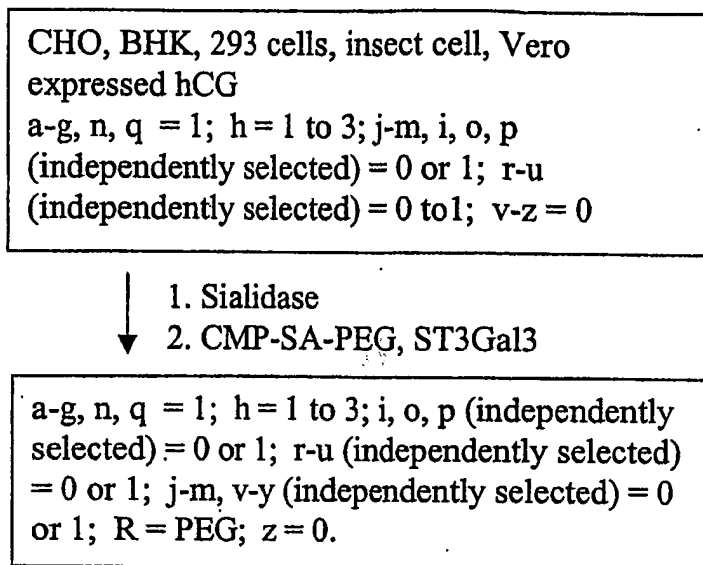 CHO, BHK, 293 cells, insect cell, Vero
expressed hCG
a-g, n, q = 1; h = 1 to 3; j-m, i, o, p
(independently selected) = 0 or 1; r-u
(independently selected) = 0 to1; v-z = 0
1. Sialidase
2. CMP-SA-PEG, ST3Gal3
a-g, n, q = 1; h = 1 to 3; i, o, p (independently
selected) = 0 or 1; r-u (independently selected)
= 0 or 1; j-m, v-y (independently selected) = 0
or 1; R = PEG; z = 0.